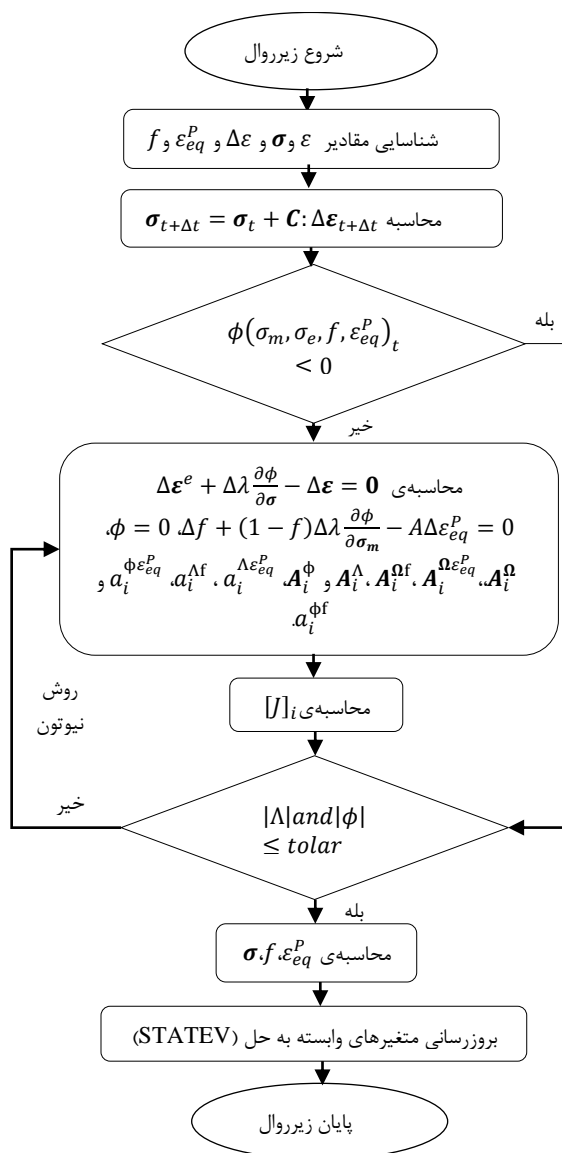 شروع زیرروال
شناسایی مقادیر ε و σ و Δε و ε_eq^P و f
محاسبه σ_{t+Δt} = σ_t + C: Δε_{t+Δt}
ϕ(σ_m, σ_e, f, ε_eq^P)_t
< 0
بله
خیر
محاسبه‌ی Δε^e + Δλ ∂ϕ/∂σ − Δε = 0
،ϕ = 0 ،Δf + (1 − f)Δλ ∂ϕ/∂σ_m − AΔε_eq^P = 0
A_i^Ω ،،A_i^{Ωε_eq^P} ،A_i^{Ωf} ،A_i^Λ و A_i^ϕ ،a_i^{Λε_eq^P} ،a_i^{Λf} ،a_i^{ϕε_eq^P} و
a_i^{ϕf}.
روش
نیوتون
محاسبه‌ی [J]_i
خیر
|Λ|and|ϕ|
≤ tolar
بله
محاسبه‌ی σ،f،ε_eq^P
بروزرسانی متغیرهای وابسته به حل (STATEV)
پایان زیرروال